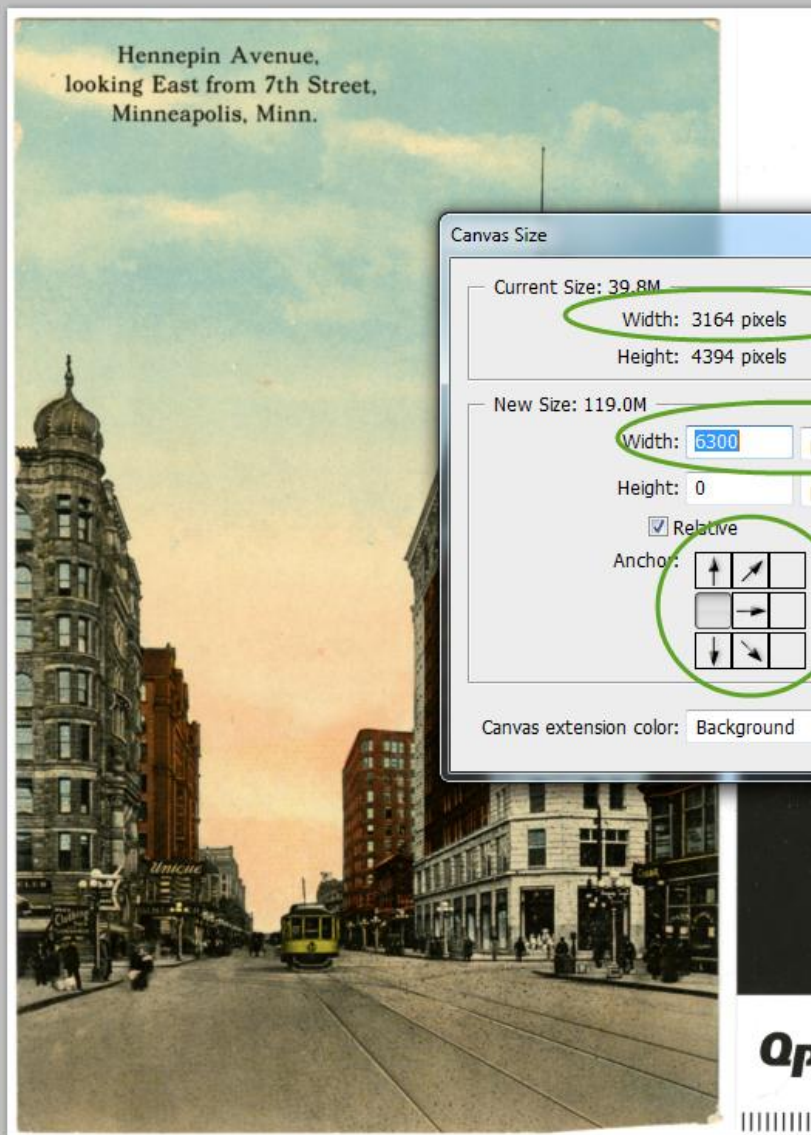 Hennepin Avenue,
looking East from 7th Street,
Minneapolis, Minn.
Canvas Size
Current Size: 39.8M
Width: 3164 pixels
Height: 4394 pixels
New Size: 119.0M
Width: 6300
Height: 0
Relative
Anchor:
Canvas extension color: Background
Unique
Clothing
Qp